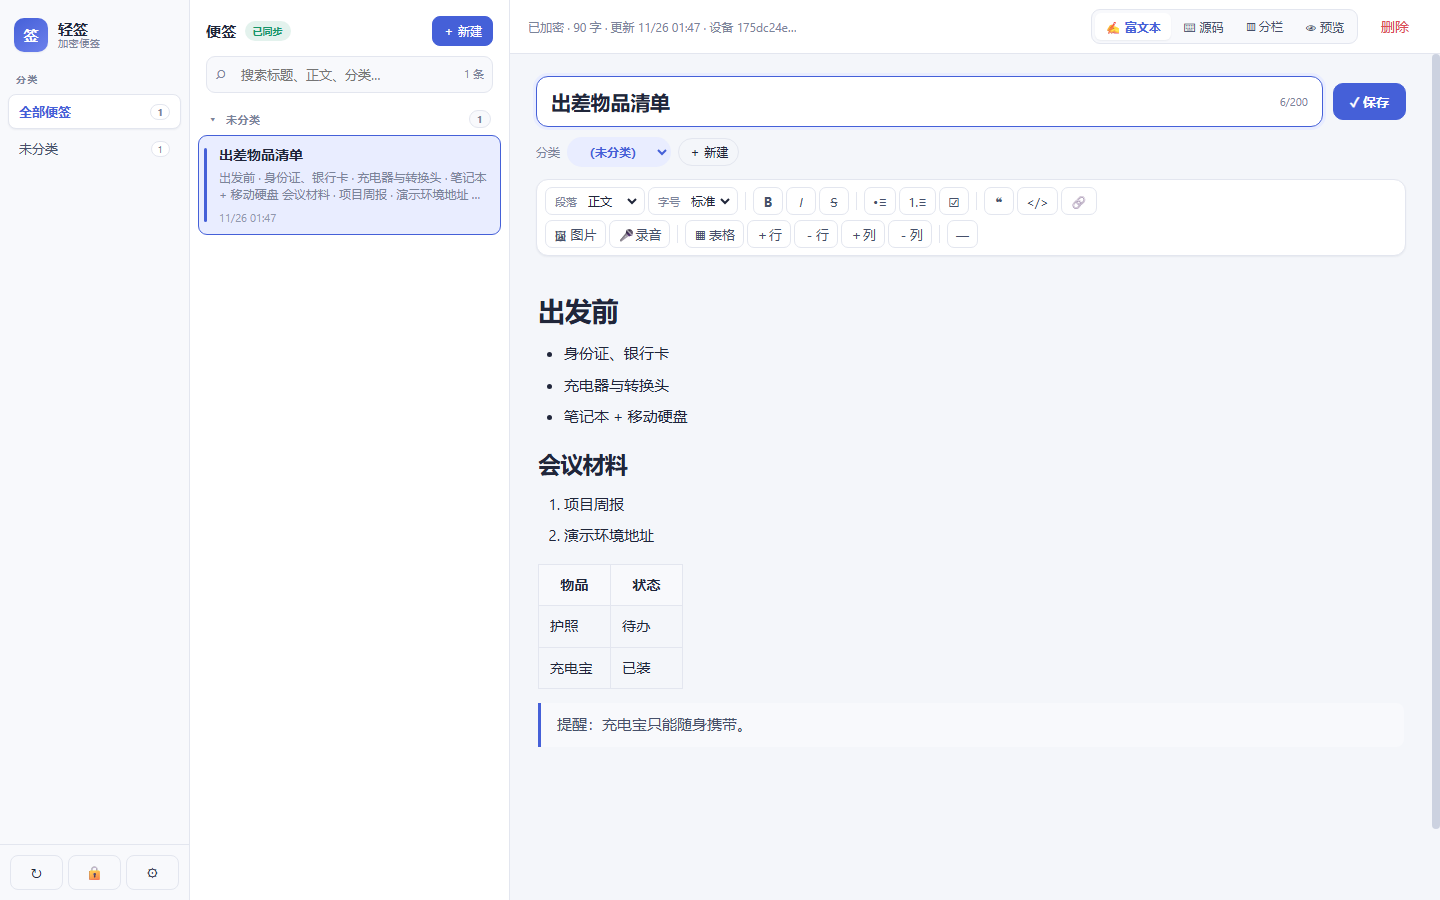 签
轻签
加密便签
分类
全部便签
1
未分类
1
便签
已同步
+ 新建
搜索标题、正文、分类...
1 条
未分类
1
出差物品清单
出发前 · 身份证、银行卡 · 充电器与转换头 · 笔记本
+ 移动硬盘 会议材料 · 项目周报 · 演示环境地址 ...
11/26 01:47
已加密 · 90 字 · 更新 11/26 01:47 · 设备 175dc24e...
富文本
源码
分栏
预览
删除
出差物品清单
6/200
✓ 保存
分类
(未分类)
+ 新建
段落 正文
字号 标准
B
I
S
1.
</>
图片
录音
表格
+ 行
- 行
+ 列
- 列
—
出发前
• 身份证、银行卡
• 充电器与转换头
• 笔记本 + 移动硬盘
会议材料
1. 项目周报
2. 演示环境地址
物品 状态
护照 待办
充电宝 已装
提醒：充电宝只能随身携带。